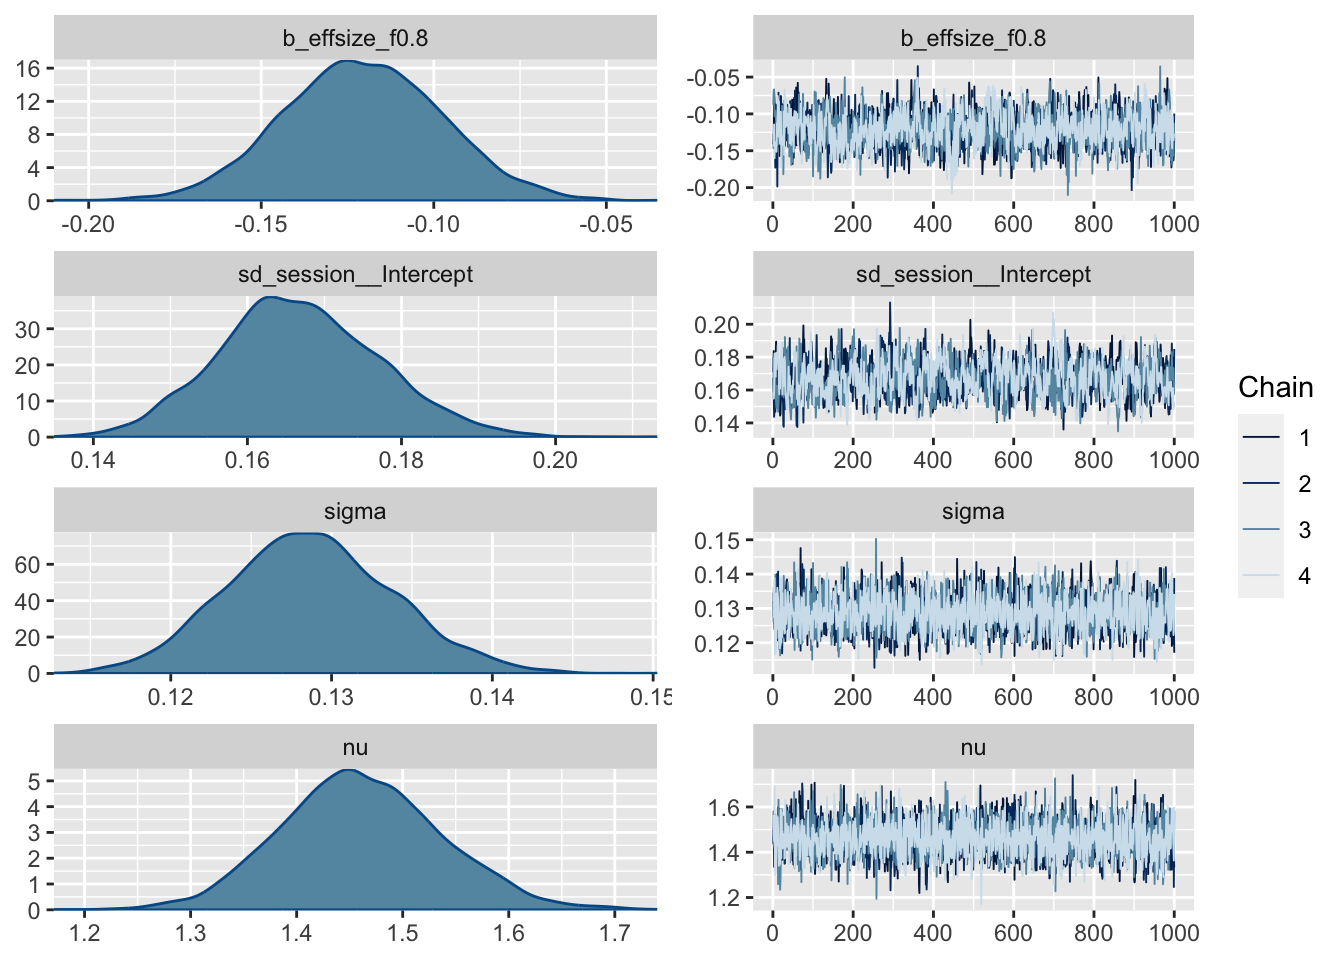 b_effsize_f0.8
16
12
8
4
0
-0.20 -0.15 -0.10 -0.05
b_effsize_f0.8
-0.05
-0.10
-0.15
-0.20
0 200 400 600 800 1000
sd_session__Intercept
30
20
10
0
0.14 0.16 0.18 0.20
sd_session__Intercept
0.20
0.18
0.16
0.14
0 200 400 600 800 1000
sigma
60
40
20
0
0.12 0.13 0.14 0.15
sigma
0.15
0.14
0.13
0.12
0 200 400 600 800 1000
nu
5
4
3
2
1
0
1.2 1.3 1.4 1.5 1.6 1.7
nu
1.6
1.4
1.2
0 200 400 600 800 1000
Chain
1
2
3
4